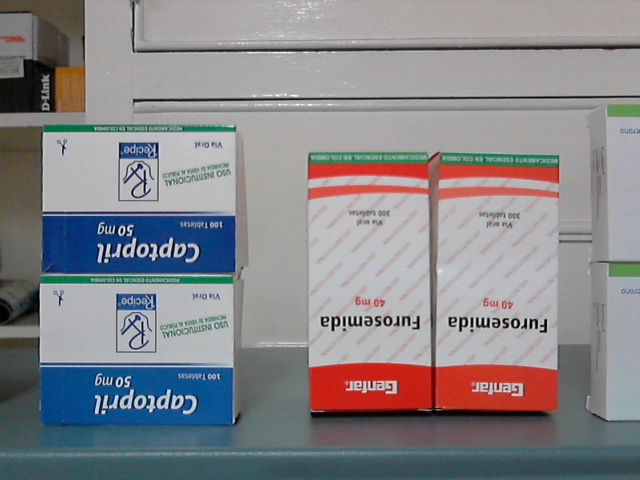 D-Link
MEDICAMENTO ESENCIAL EN COLOMBIA
Captopril
50 mg
100 Tabletas
USO INSTITUCIONAL
PROHIBIDA SU VENTA AL PÚBLICO
Recipe
Vía Oral
MEDICAMENTO ESENCIAL EN COLOMBIA
Captopril
50 mg
100 Tabletas
USO INSTITUCIONAL
PROHIBIDA SU VENTA AL PÚBLICO
Recipe
Vía Oral
Genfar
Furosemida
40 mg
Vía oral
300 tabletas
MEDICAMENTO ESENCIAL EN COLOMBIA
Genfar
Furosemida
40 mg
Vía oral
300 tabletas
MEDICAMENTO ESENCIAL EN COLOMBIA